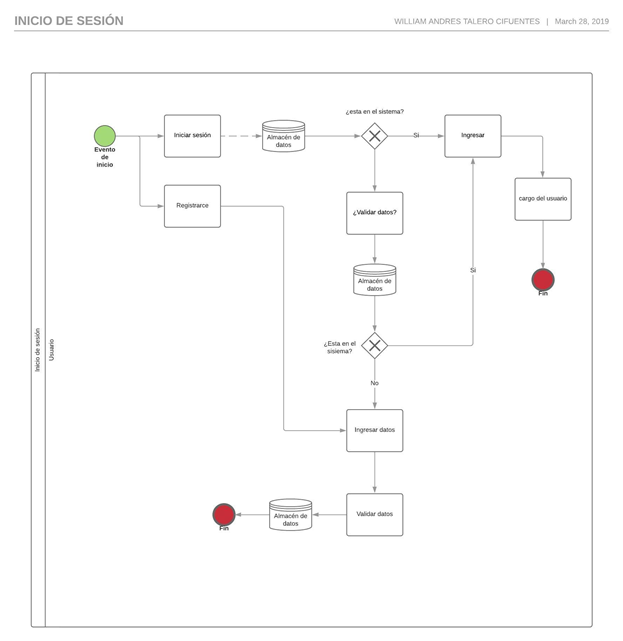 INICIO DE SESIÓN
WILLIAM ANDRES TALERO CIFUENTES | March 28, 2019
¿esta en el sistema?
Evento
de
inicio
Iniciar sesión
Almacén de
datos
Si
Ingresar
Registrarce
¿Validar datos?
cargo del usuario
Almacén de
datos
Si
Fin
Inicio de sesión
Usuario
¿Esta en el
sisiema?
No
Ingresar datos
Almacén de
datos
Validar datos
Fin